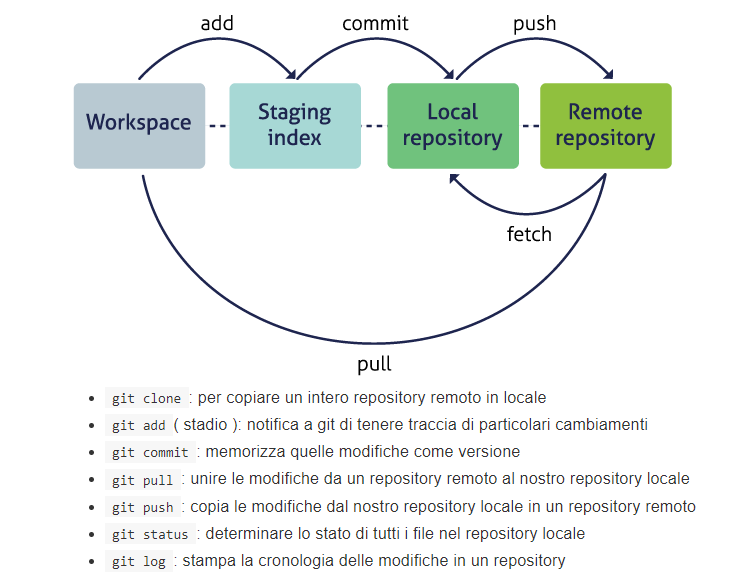 add
commit
push
Workspace
Staging
index
Local
repository
Remote
repository
fetch
pull
git clone : per copiare un intero repository remoto in locale
git add ( stadio ): notifica a git di tenere traccia di particolari cambiamenti
git commit : memorizza quelle modifiche come versione
git pull : unire le modifiche da un repository remoto al nostro repository locale
git push : copia le modifiche dal nostro repository locale in un repository remoto
git status : determinare lo stato di tutti i file nel repository locale
git log : stampa la cronologia delle modifiche in un repository